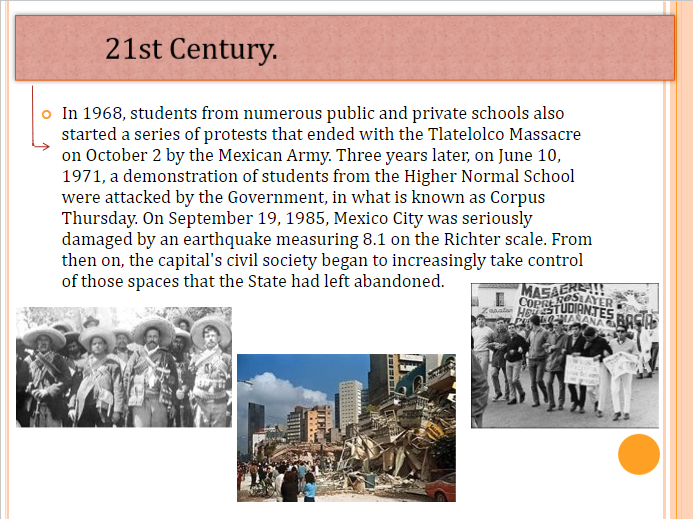 21st Century.
In 1968, students from numerous public and private schools also
started a series of protests that ended with the Tlatelolco Massacre
on October 2 by the Mexican Army. Three years later, on June 10,
1971, a demonstration of students from the Higher Normal School
were attacked by the Government, in what is known as Corpus
Thursday. On September 19, 1985, Mexico City was seriously
damaged by an earthquake measuring 8.1 on the Richter scale. From
then on, the capital's civil society began to increasingly take control
of those spaces that the State had left abandoned.
MASACRE!!!
HOY ESTUDIANTES
MAÑANA